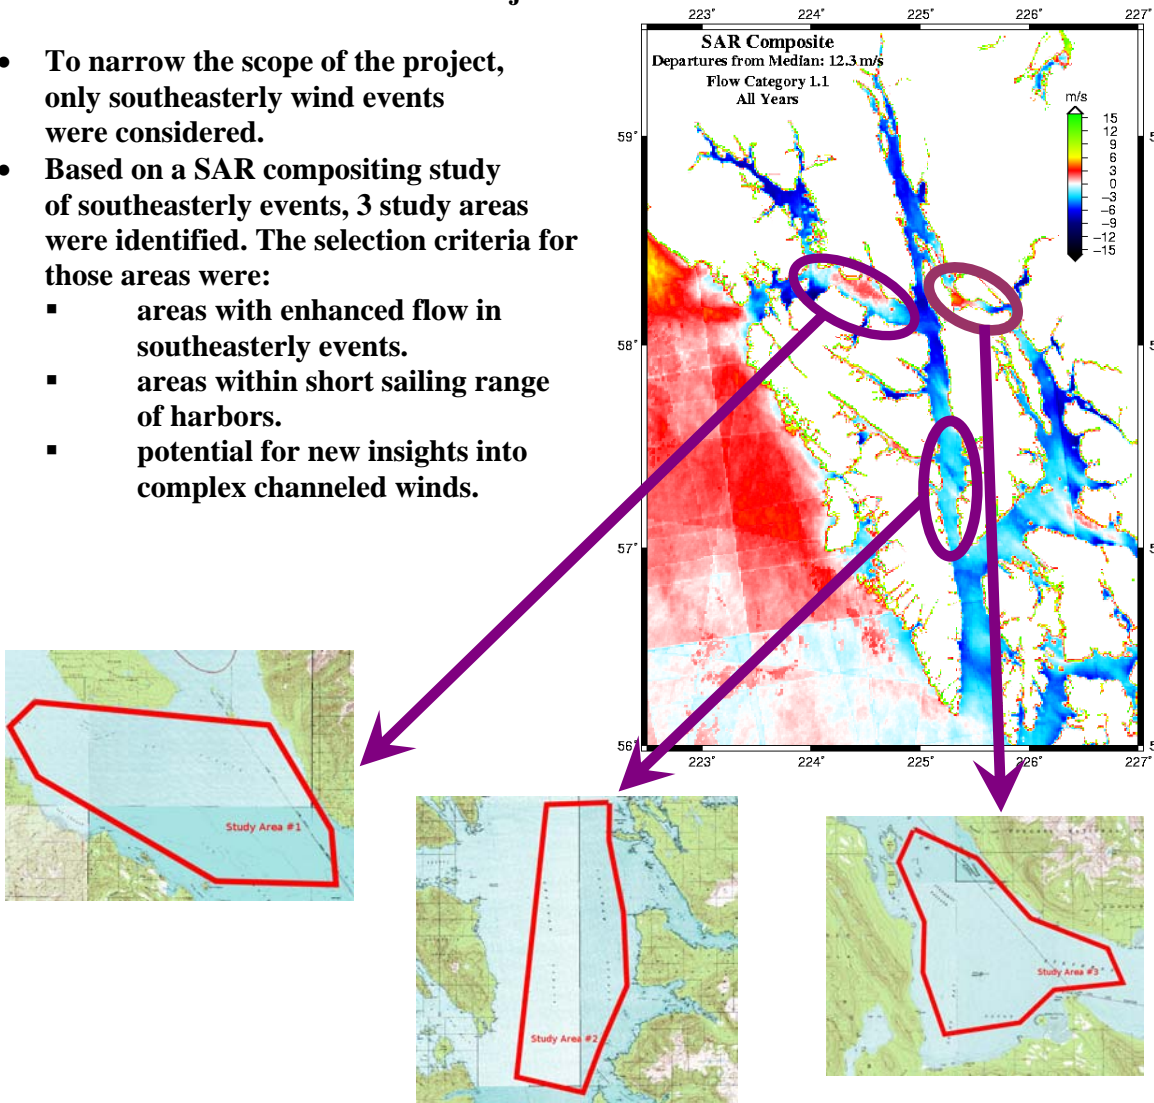 • To narrow the scope of the project,
only southeasterly wind events
were considered.
• Based on a SAR compositing study
of southeasterly events, 3 study areas
were identified. The selection criteria for
those areas were:
▪ areas with enhanced flow in
southeasterly events.
▪ areas within short sailing range
of harbors.
▪ potential for new insights into
complex channeled winds.
223° 224° 225° 226° 227°
SAR Composite
Departures from Median: 12.3 m/s
Flow Category 1.1
All Years
m/s
15
12
9
6
3
0
−3
−6
−9
−12
−15
59°
58°
57°
56°
223° 224° 225° 226° 227°
Study Area #1
Study Area #2
Study Area #3